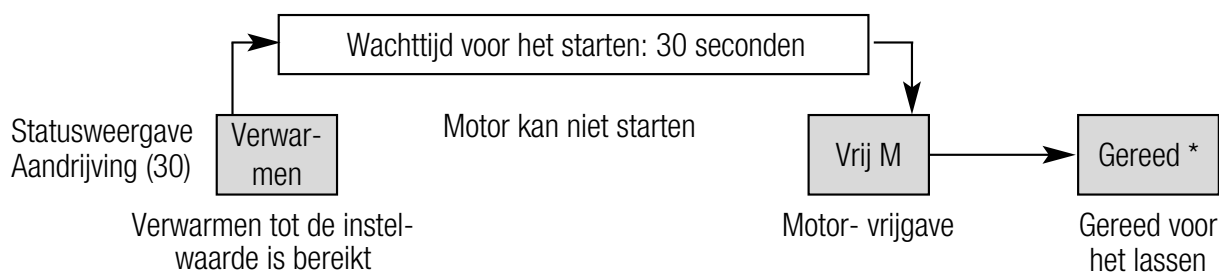 Wachttijd voor het starten: 30 seconden
Statusweergave
Aandrijving (30)
Verwar-
men
Motor kan niet starten
Vrij M
Gereed *
Verwarmen tot de instel-
waarde is bereikt
Motor- vrijgave
Gereed voor
het lassen